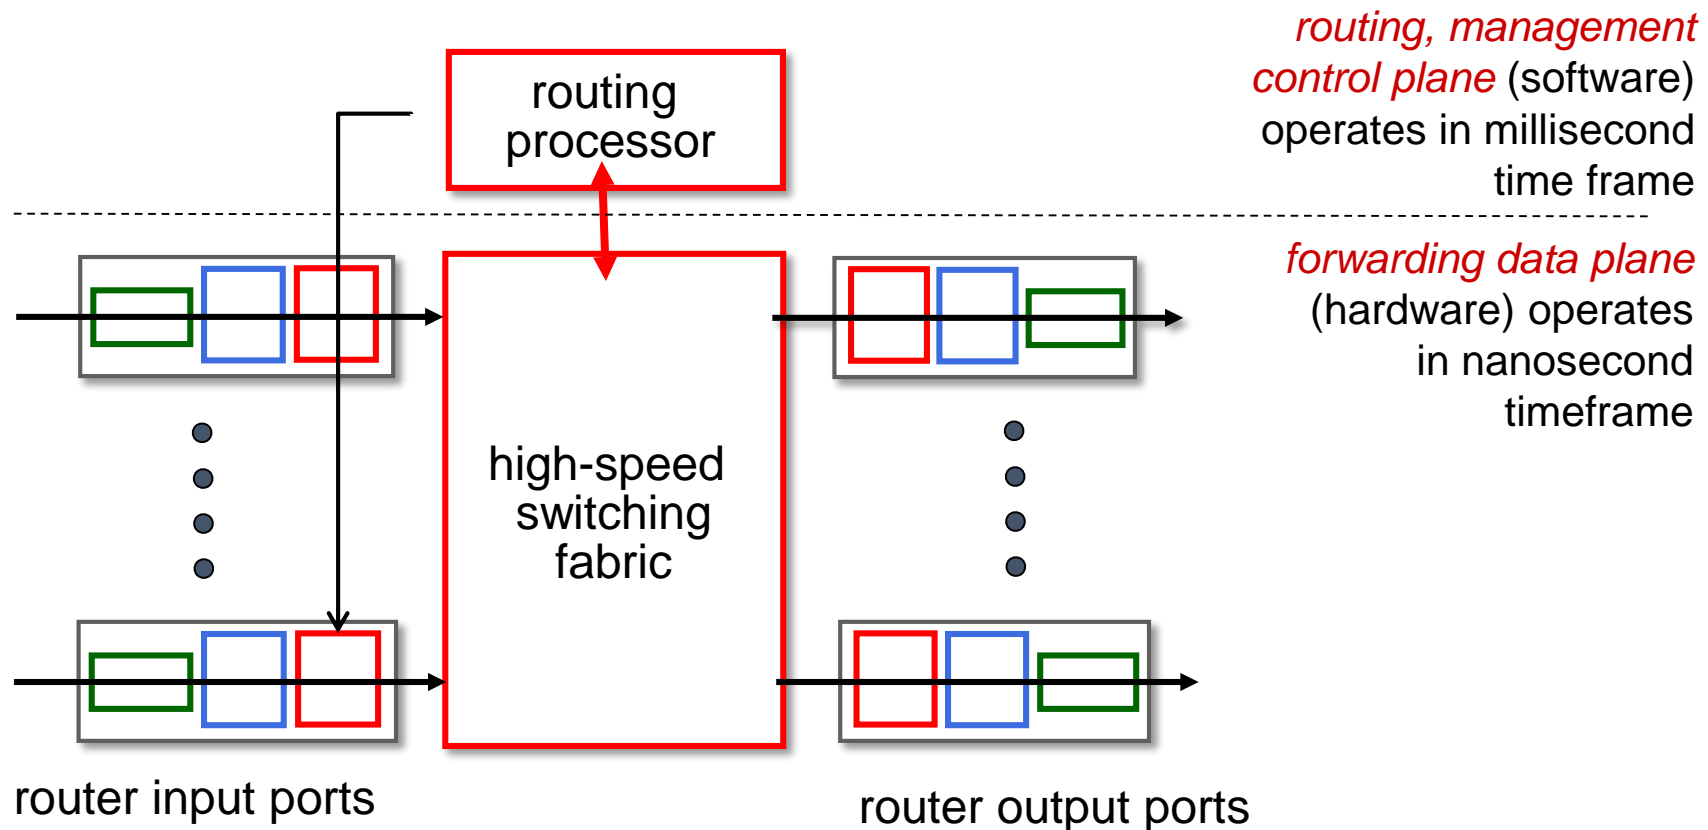 routing, management
control plane (software)
operates in millisecond
time frame
routing
processor
forwarding data plane
(hardware) operates
in nanosecond
timeframe
high-speed
switching
fabric
router input ports
router output ports